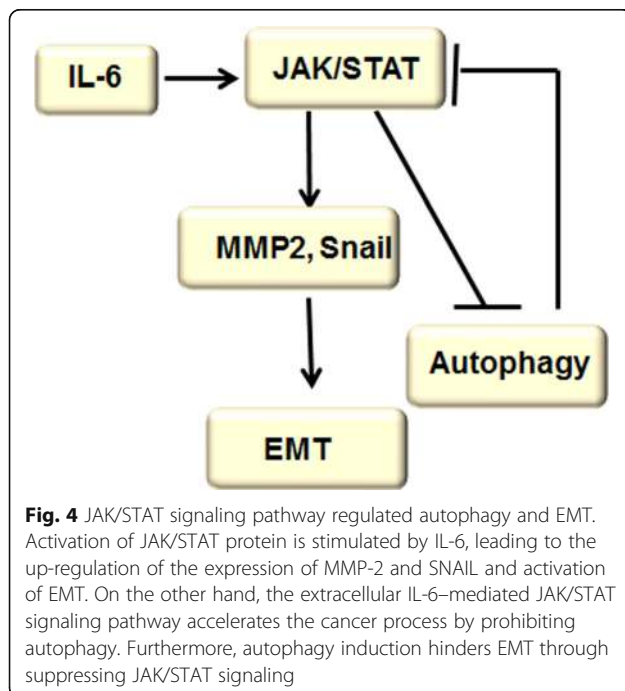 IL-6
JAK/STAT
MMP2, Snail
Autophagy
EMT
Fig. 4 JAK/STAT signaling pathway regulated autophagy and EMT.
Activation of JAK/STAT protein is stimulated by IL-6, leading to the
up-regulation of the expression of MMP-2 and SNAIL and activation
of EMT. On the other hand, the extracellular IL-6–mediated JAK/STAT
signaling pathway accelerates the cancer process by prohibiting
autophagy. Furthermore, autophagy induction hinders EMT through
suppressing JAK/STAT signaling